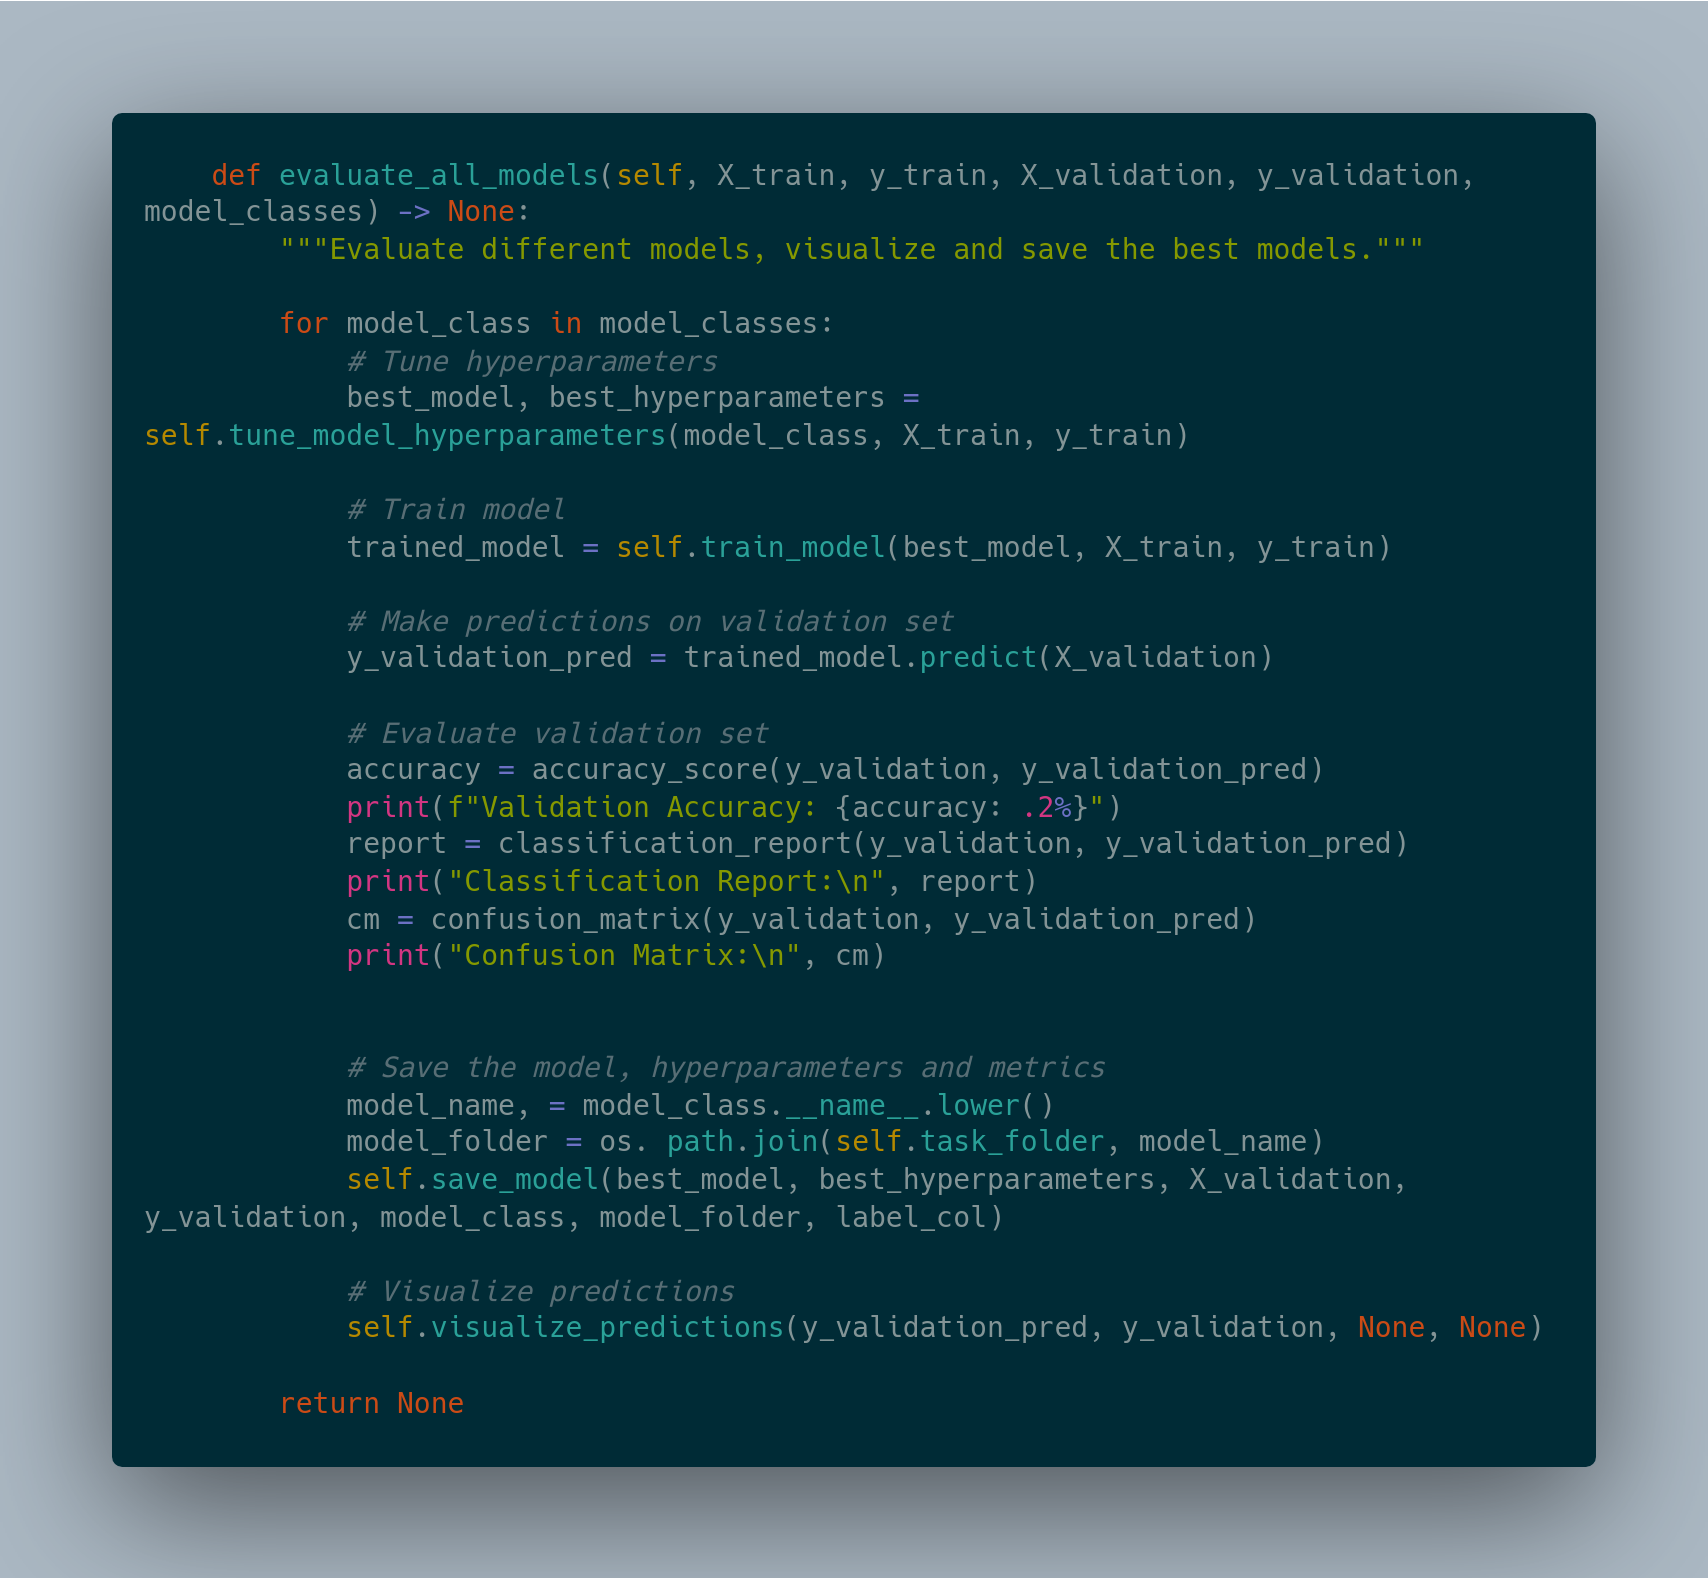 def evaluate_all_models(self, X_train, y_train, X_validation, y_validation,
model_classes) -> None:
"""Evaluate different models, visualize and save the best models."""
for model_class in model_classes:
# Tune hyperparameters
best_model, best_hyperparameters =
self.tune_model_hyperparameters(model_class, X_train, y_train)
# Train model
trained_model = self.train_model(best_model, X_train, y_train)
# Make predictions on validation set
y_validation_pred = trained_model.predict(X_validation)
# Evaluate validation set
accuracy = accuracy_score(y_validation, y_validation_pred)
print(f"Validation Accuracy: {accuracy: .2%}")
report = classification_report(y_validation, y_validation_pred)
print("Classification Report:\n", report)
cm = confusion_matrix(y_validation, y_validation_pred)
print("Confusion Matrix:\n", cm)
# Save the model, hyperparameters and metrics
model_name, = model_class.__name__.lower()
model_folder = os. path.join(self.task_folder, model_name)
self.save_model(best_model, best_hyperparameters, X_validation,
y_validation, model_class, model_folder, label_col)
# Visualize predictions
self.visualize_predictions(y_validation_pred, y_validation, None, None)
return None